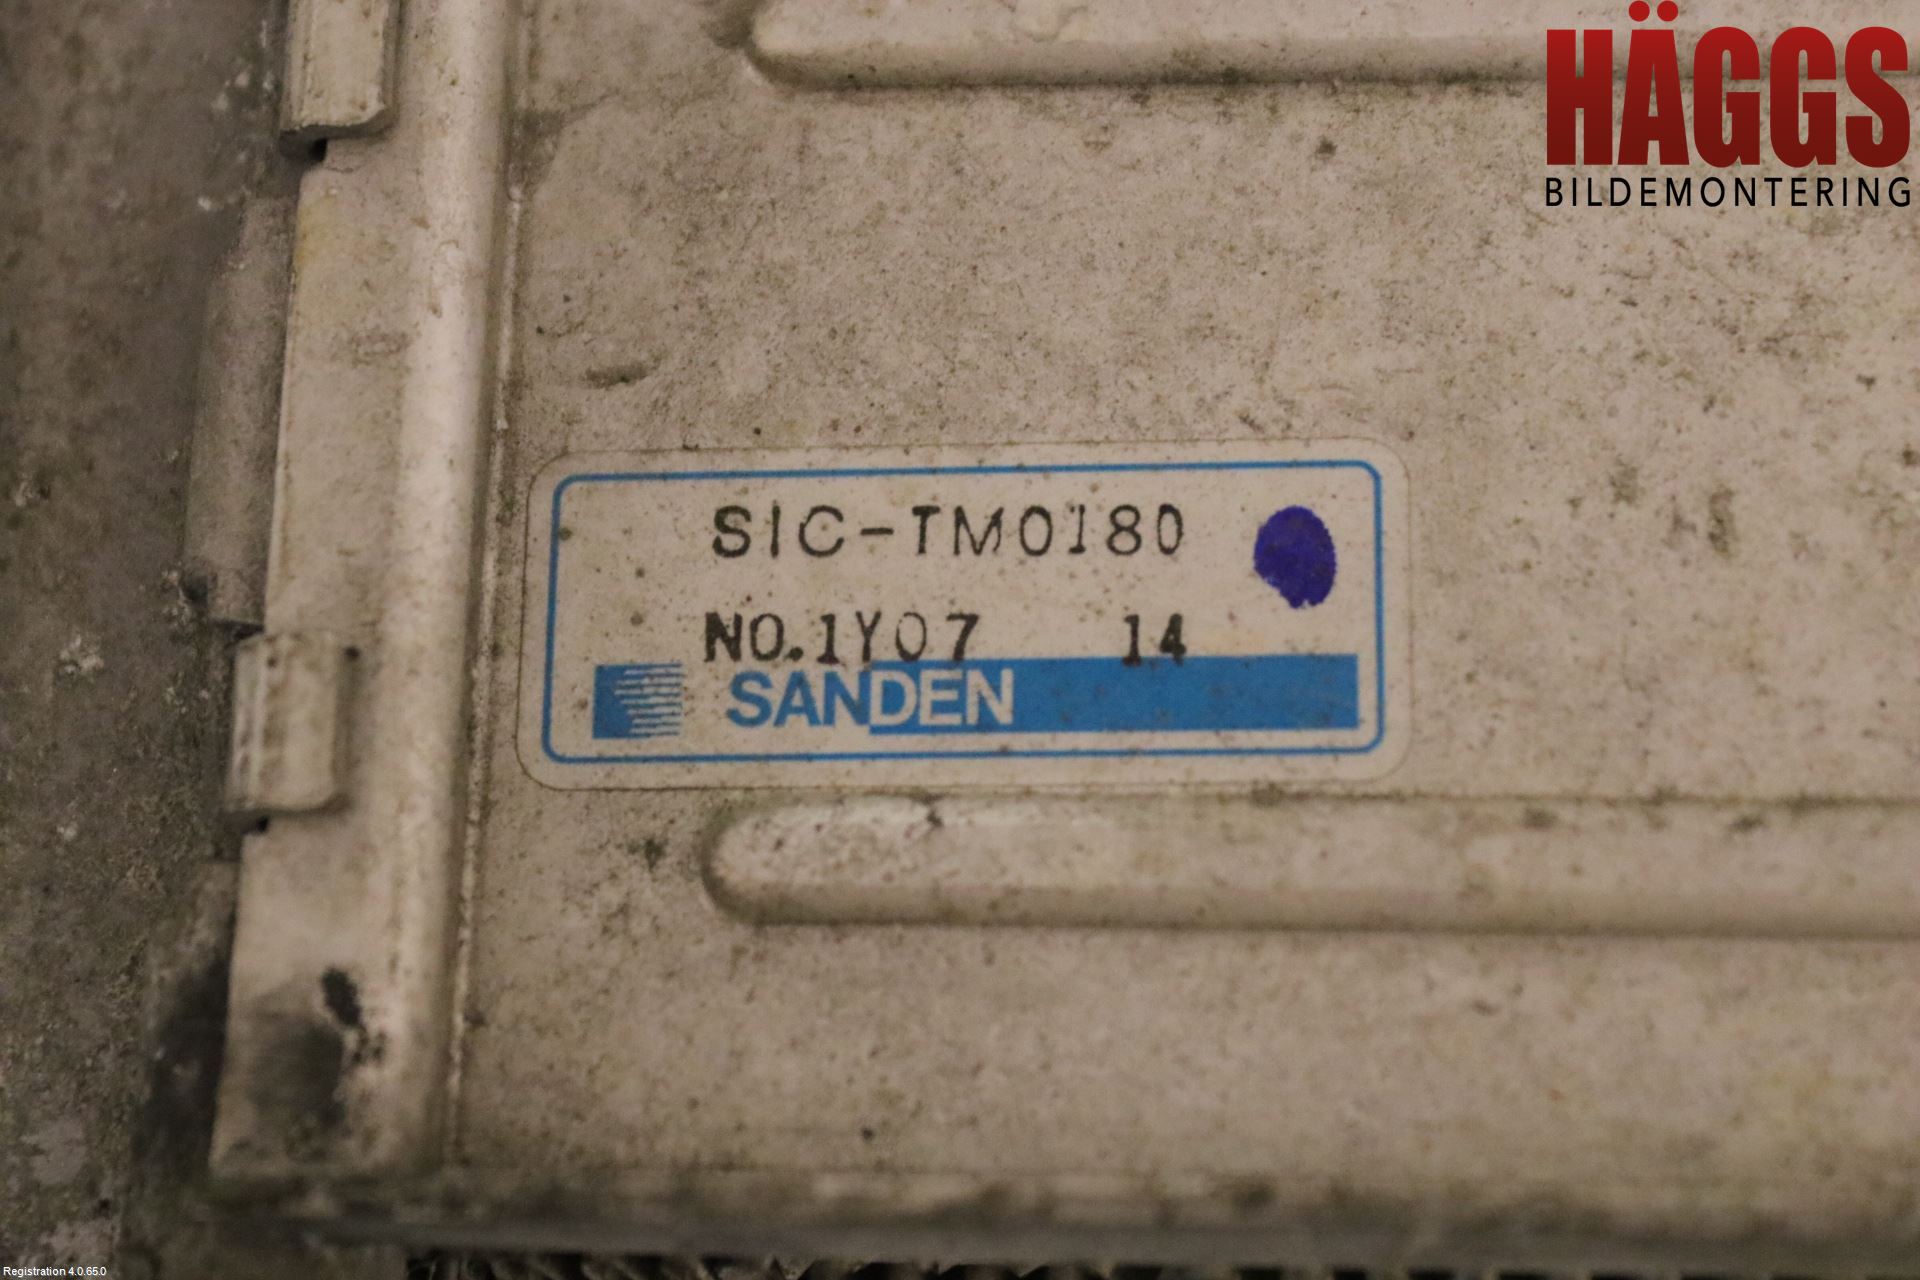 HÄGGS
BILDEMONTERING
SIC-TM0180
NO.1Y07 14
SANDEN
Registration 4.0.65.0